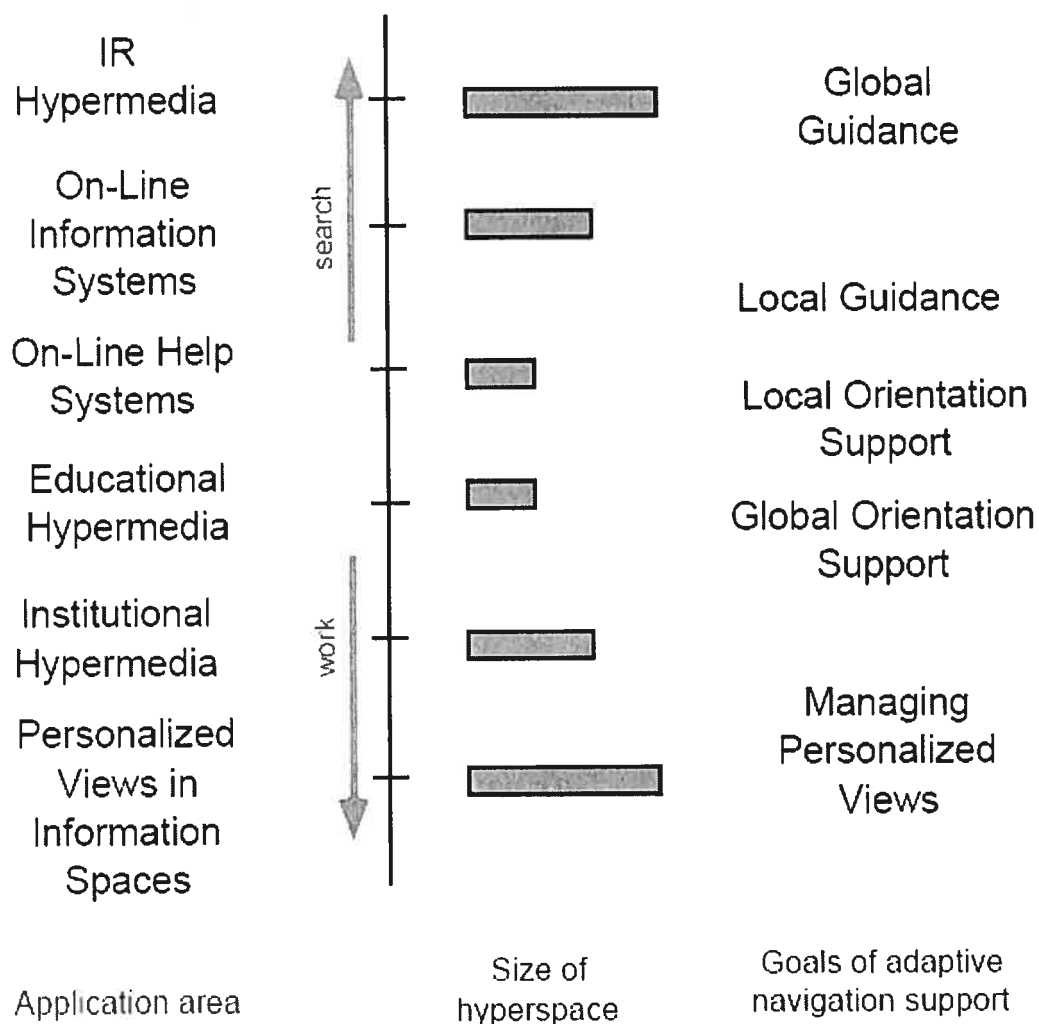 IR
Hypermedia
On-Line
Information
Systems
On-Line Help
Systems
Educational
Hypermedia
Institutional
Hypermedia
Personalized
Views in
Information
Spaces
Application area
search
work
Size of
hyperspace
Global
Guidance
Local Guidance
Local Orientation
Support
Global Orientation
Support
Managing
Personalized
Views
Goals of adaptive
navigation support